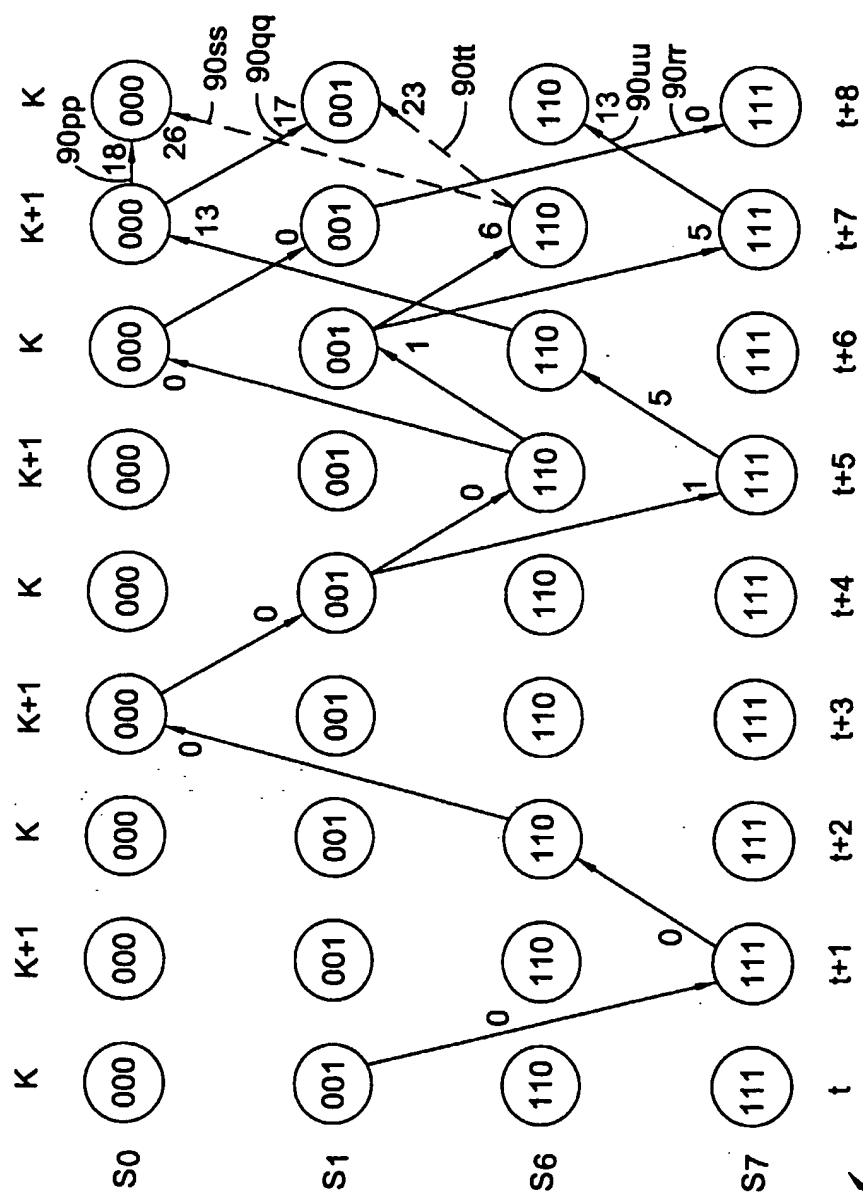 K K+1 K K+1 K K+1 K K+1 K
90pp
90ss
90qq
S0 000 000 000 000 000 000 000 000 000
18
26
0 13
0
0 0
17
S1 001 001 001 001 001 001 001 001 001
1
23
90tt
0 0 6
S6 110 110 110 110 110 110 110 110 110
13
90uu
90rr
0 1 5 5 0
S7 111 111 111 111 111 111 111 111 111
t t+1 t+2 t+3 t+4 t+5 t+6 t+7 t+8